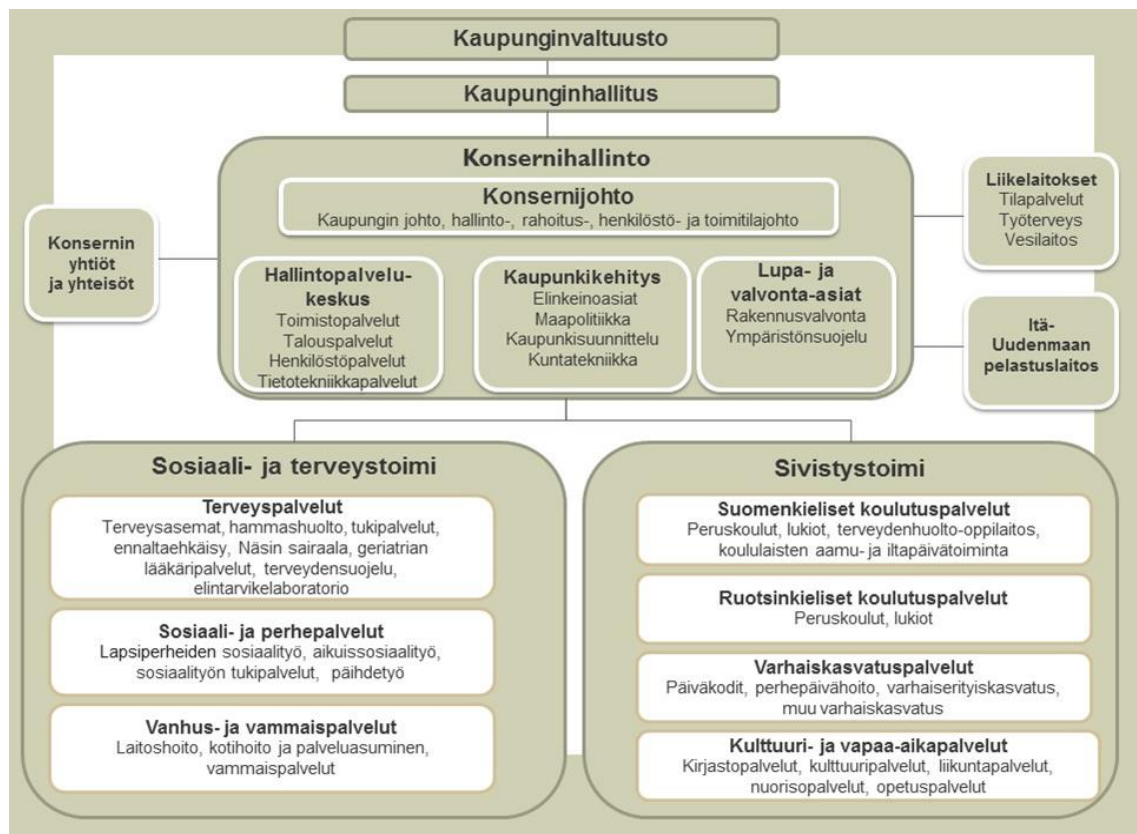 Kaupunginvaltuusto
Kaupunginhallitus
Konsernihallinto
Konsernijohto
Kaupungin johto, hallinto-, rahoitus-, henkilöstö- ja toimitilajohto
Konsernin
yhtiöt
ja yhteisöt
Hallintopalvelu-
keskus
Toimistopalvelut
Talouspalvelut
Henkilöstöpalvelut
Tietotekniikkapalvelut
Kaupunkikehitys
Elinkeinoasiat
Maapolitiikka
Kaupunkisuunnittelu
Kuntatekniikka
Lupa- ja
valvonta-asiat
Rakennusvalvonta
Ympäristönsuojelu
Liikelaitokset
Tilapalvelut
Työterveys
Vesilaitos
Itä-
Uudenmaan
pelastuslaitos
Sosiaali- ja terveystoimi
Terveyspalvelut
Terveysasemat, hammashuolto, tukipalvelut,
ennaltaehkäisy, Näsin sairaala, geriatrian
lääkäripalvelut, terveydensuojelu,
elintarvikelaboratorio
Sosiaali- ja perhepalvelut
Lapsiperheiden sosiaalityö, aikuissosiaalityö,
sosiaalityön tukipalvelut, päihdetyö
Vanhus- ja vammaispalvelut
Laitoshoito, kotihoito ja palveluasuminen,
vammaispalvelut
Sivistystoimi
Suomenkieliset koulutuspalvelut
Peruskoulut, lukiot, terveydenhuolto-oppilaitos,
koululaisten aamu- ja iltapäivätoiminta
Ruotsinkieliset koulutuspalvelut
Peruskoulut, lukiot
Varhaiskasvatuspalvelut
Päiväkodit, perhepäivähoito, varhaiserityiskasvatus,
muu varhaiskasvatus
Kulttuuri- ja vapaa-aikapalvelut
Kirjastopalvelut, kulttuuripalvelut, liikuntapalvelut,
nuorisopalvelut, opetuspalvelut